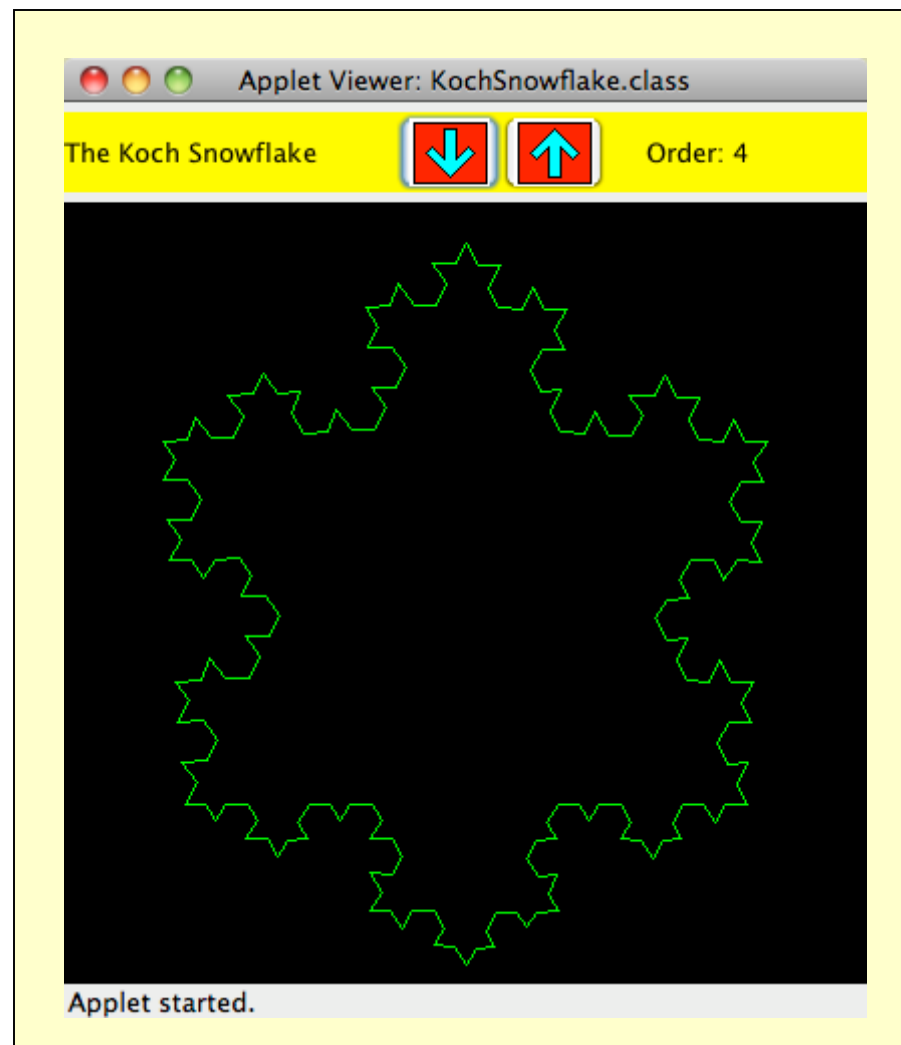 Applet Viewer: KochSnowflake.class
The Koch Snowflake Order: 4
Applet started.